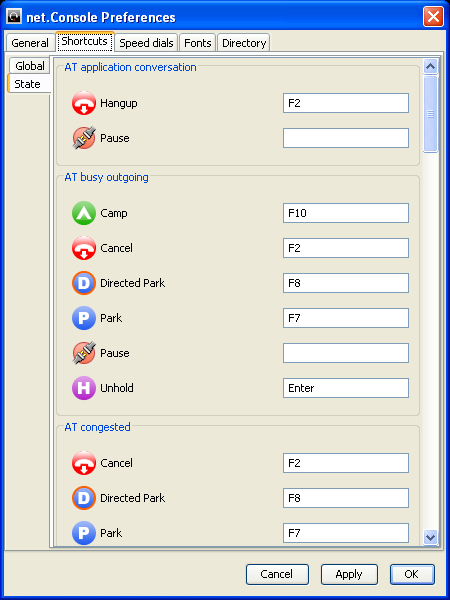 net.Console Preferences
General Shortcuts Speed dials Fonts Directory
Global
State
AT application conversation
Hangup F2
Pause
AT busy outgoing
Camp F10
Cancel F2
D Directed Park F8
P Park F7
Pause
H Unhold Enter
AT congested
Cancel F2
D Directed Park F8
P Park F7
Cancel Apply OK